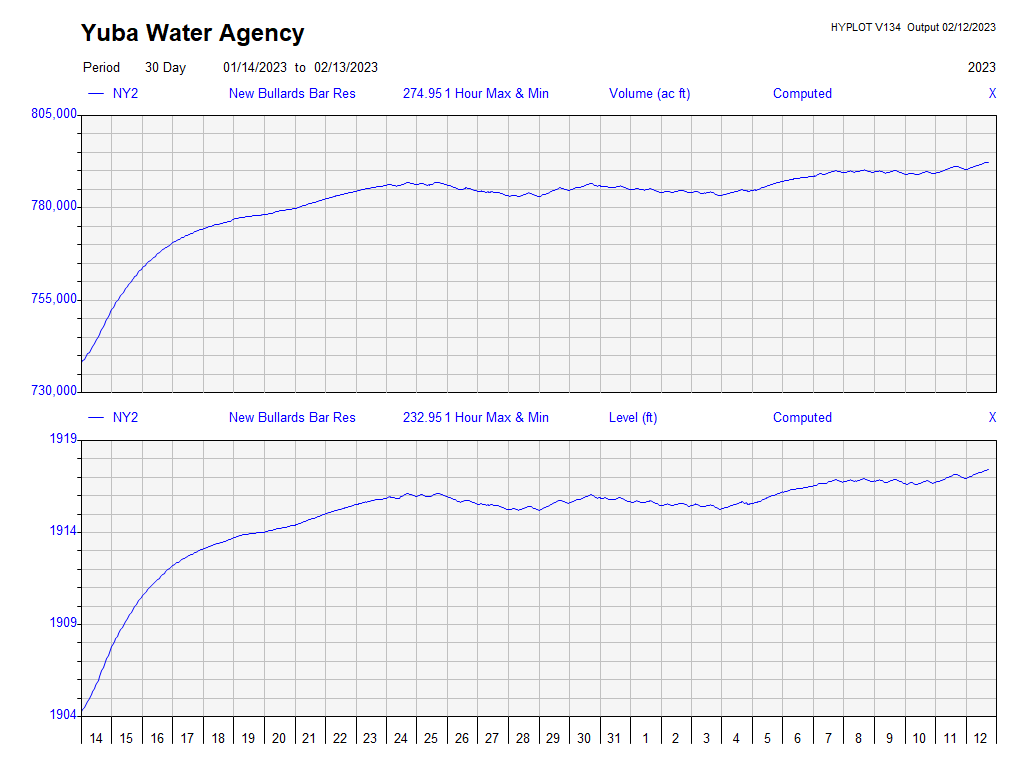 Yuba Water Agency
HYPLOT V134 Output 02/12/2023
Period 30 Day 01/14/2023 to 02/13/2023 2023
NY2 New Bullards Bar Res 274.95 1 Hour Max & Min Volume (ac ft) Computed X
805,000
780,000
755,000
730,000
NY2 New Bullards Bar Res 232.95 1 Hour Max & Min Level (ft) Computed X
1919
1914
1909
1904
14 15 16 17 18 19 20 21 22 23 24 25 26 27 28 29 30 31 1 2 3 4 5 6 7 8 9 10 11 12